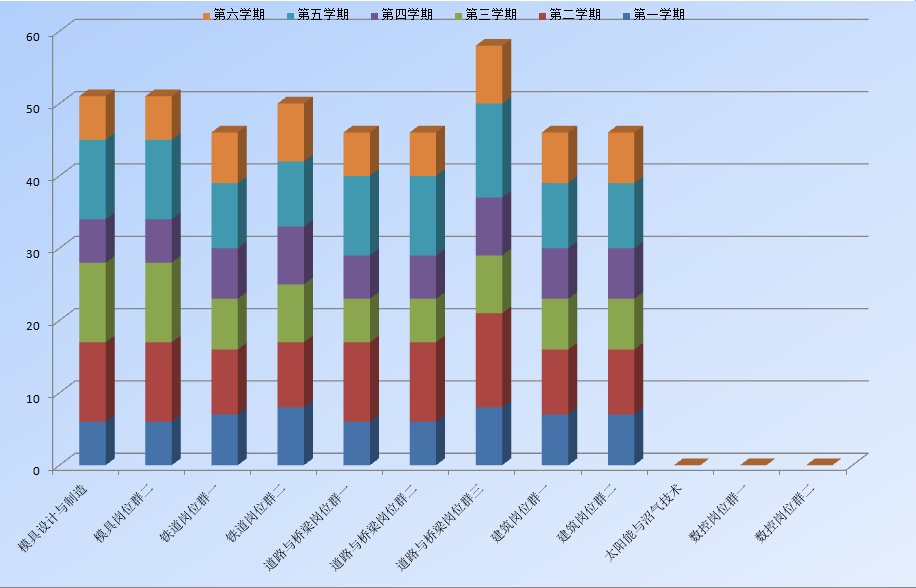 第六学期 第五学期 第四学期 第三学期 第二学期 第一学期
60
50
40
30
20
10
0
模具设计与制造
模具岗位群二
铁道岗位群一
铁道岗位群二
道路与桥梁岗位群一
道路与桥梁岗位群二
道路与桥梁岗位群三
建筑岗位群一
建筑岗位群二
太阳能与沼气技术
数控岗位群一
数控岗位群二